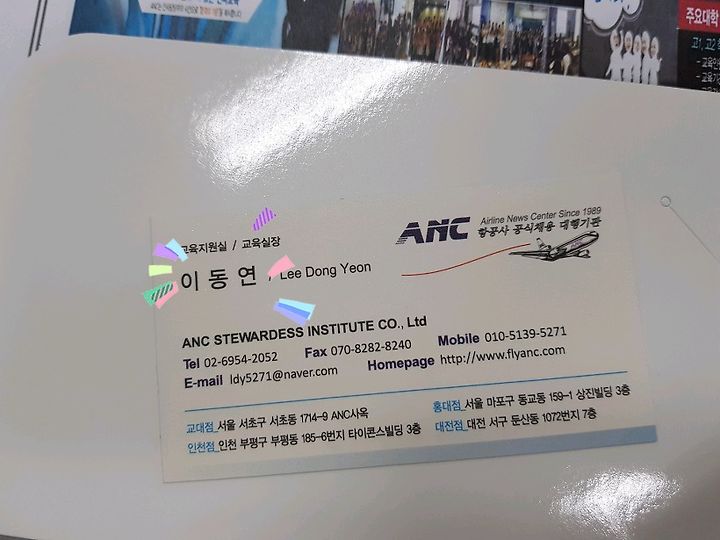 주요대학
고1, 고2
교육지원실 / 교육실장
이동연 / Lee Dong Yeon
ANC
Airline News Center Since 1989
항공사 공식채용 대행기관
ANC STEWARDESS INSTITUTE CO., Ltd
Tel 02-6954-2052 Fax 070-8282-8240 Mobile 010-5139-5271
E-mail ldy5271@naver.com Homepage http://www.flyanc.com
교대점_서울 서초구 서초동 1714-9 ANC사옥 홍대점_서울 마포구 동교동 159-1 상진빌딩 3층
인천점_인천 부평구 부평동 185-6번지 타이콘스빌딩 3층 대전점_대전 서구 둔산동 1072번지 7층